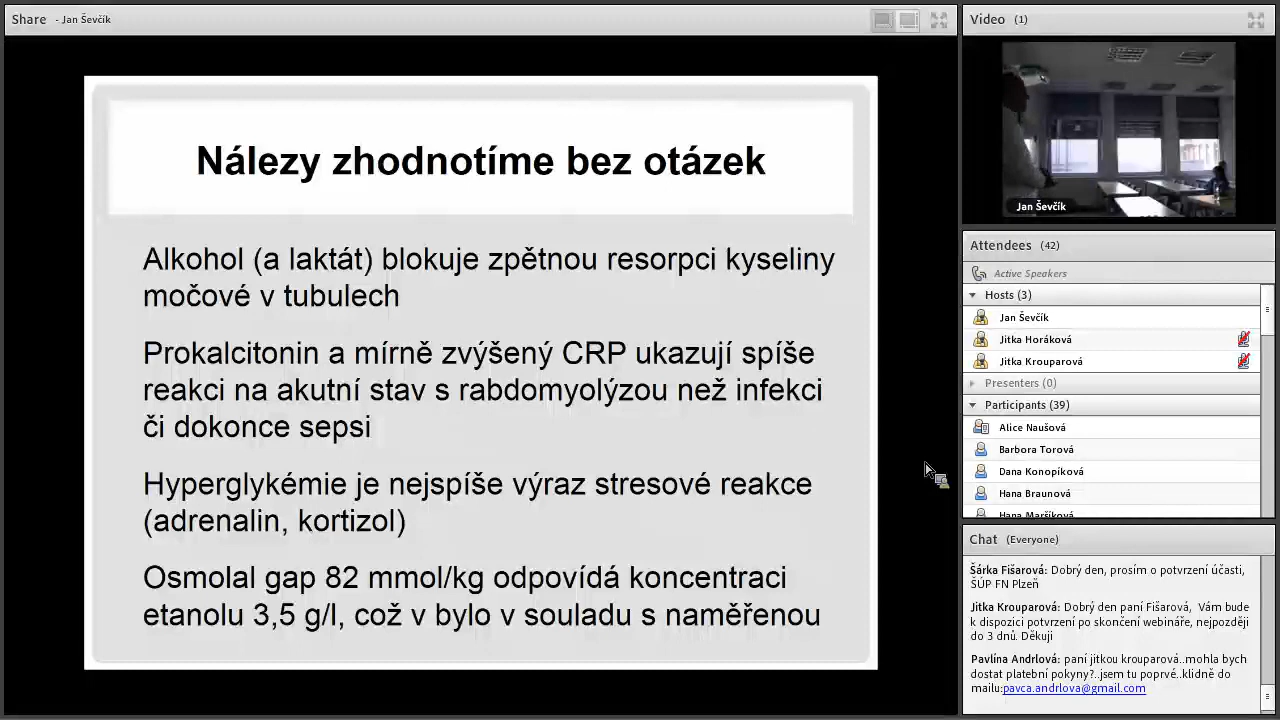 Share - Jan Ševčík
Nálezy zhodnotíme bez otázek
Alkohol (a laktát) blokuje zpětnou resorpci kyseliny
močové v tubulech
Prokalcitonin a mírně zvýšený CRP ukazují spíše
reakci na akutní stav s rabdomyolýzou než infekci
či dokonce sepsi
Hyperglykémie je nejspíše výraz stresové reakce
(adrenalin, kortizol)
Osmolal gap 82 mmol/kg odpovídá koncentraci
etanolu 3,5 g/l, což v bylo v souladu s naměřenou
Video (1)
Jan Ševčík
Attendees (42)
Active Speakers
Hosts (3)
Jan Ševčík
Jitka Horáková
Jitka Krouparová
Presenters (0)
Participants (39)
Alice Naušová
Barbora Torová
Dana Konopíková
Hana Braunová
Hana Maršíková
Chat (Everyone)
Šárka Fišarová: Dobrý den, prosím o potvrzení účasti,
ŠÚP FN Plzeň
Jitka Krouparová: Dobrý den paní Fišarová, Vám bude
k dispozici potvrzení po skončení webináře, nejpozději
do 3 dnů. Děkuji
Pavlína Andrlová: paní jitkou krouparová..mohla bych
dostat platební pokyny?..jsem tu poprvé..klidně do
mailu:pavca.andrlova@gmail.com